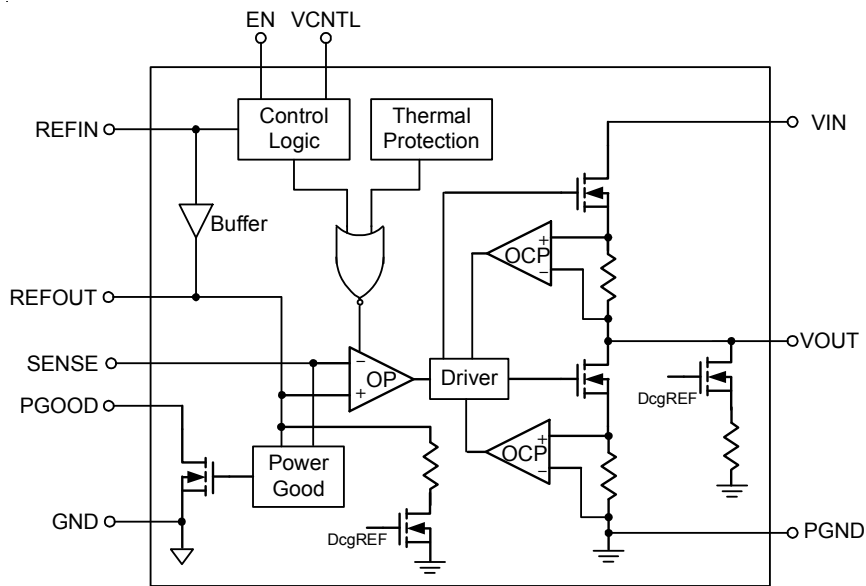 EN VCNTL
REFIN
Control
Logic
Thermal
Protection
VIN
Buffer
+
OCP
−
REFOUT
VOUT
SENSE
−
OP
+
Driver
DcgREF
PGOOD
Power
Good
+
OCP
−
GND
DcgREF
PGND